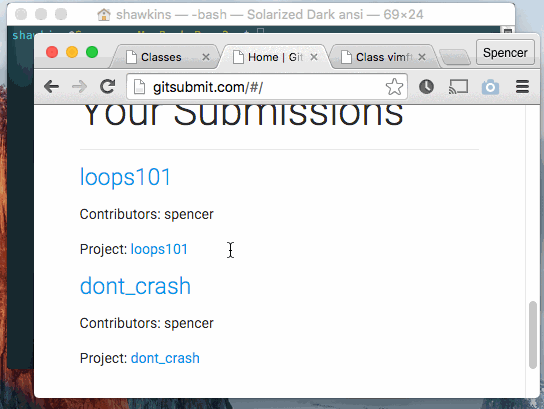 shawkins — -bash — Solarized Dark ansi — 69×24
Spencer
Classes
Home | Git
Class vimf
gitsubmit.com/#/
Your Submissions
loops101
Contributors: spencer
Project: loops101
dont_crash
Contributors: spencer
Project: dont_crash